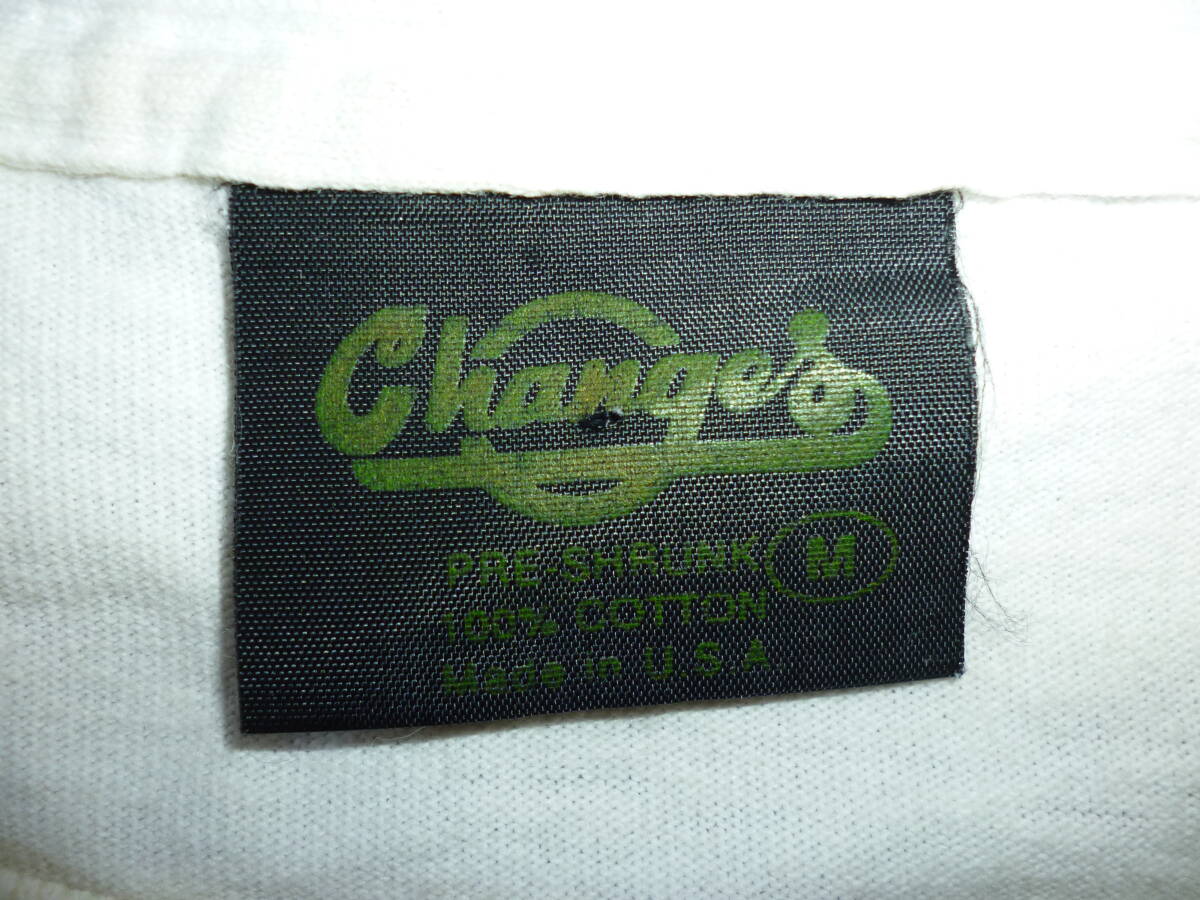 Changes
PRE-SHRUNK M
100% COTTON
Made in U.S.A